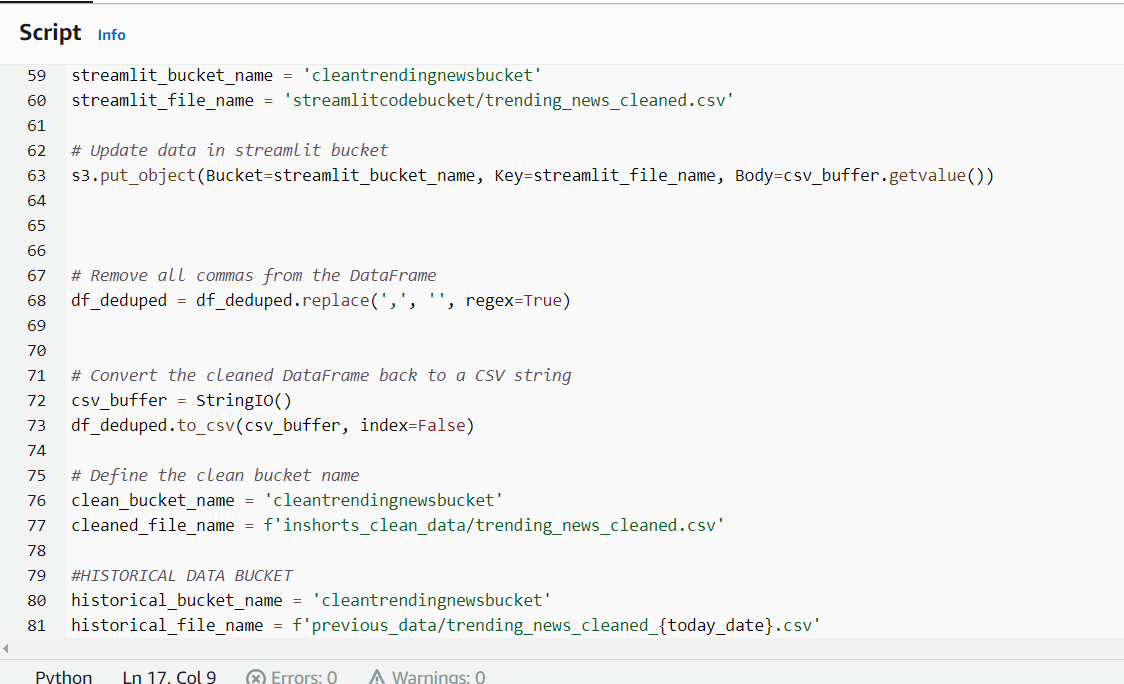 Script Info
59 streamlit_bucket_name = 'cleantrendingnewsbucket'
60 streamlit_file_name = 'streamlitcodebucket/trending_news_cleaned.csv'
61
62 # Update data in streamlit bucket
63 s3.put_object(Bucket=streamlit_bucket_name, Key=streamlit_file_name, Body=csv_buffer.getvalue())
64
65
66
67 # Remove all commas from the DataFrame
68 df_deduped = df_deduped.replace(',', '', regex=True)
69
70
71 # Convert the cleaned DataFrame back to a CSV string
72 csv_buffer = StringIO()
73 df_deduped.to_csv(csv_buffer, index=False)
74
75 # Define the clean bucket name
76 clean_bucket_name = 'cleantrendingnewsbucket'
77 cleaned_file_name = f'inshorts_clean_data/trending_news_cleaned.csv'
78
79 #HISTORICAL DATA BUCKET
80 historical_bucket_name = 'cleantrendingnewsbucket'
81 historical_file_name = f'previous_data/trending_news_cleaned_{today_date}.csv'
Python Ln 17, Col 9 Errors: 0 Warnings: 0